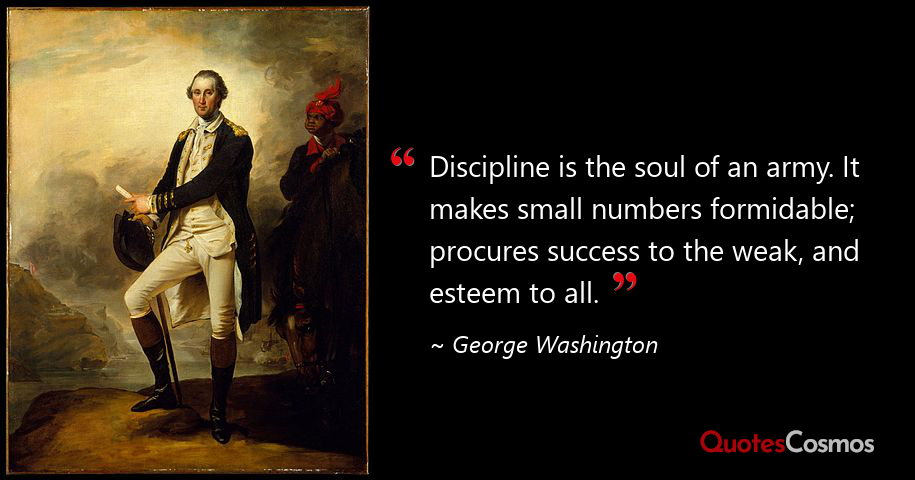 “ Discipline is the soul of an army. It
makes small numbers formidable;
procures success to the weak, and
esteem to all. ”
~ George Washington
QuotesCosmos